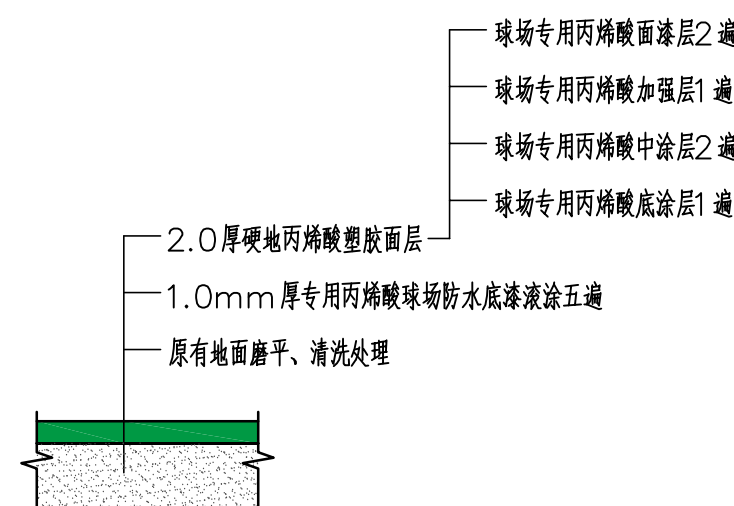 球场专用丙烯酸面漆层2遍
球场专用丙烯酸加强层1遍
球场专用丙烯酸中涂层2遍
球场专用丙烯酸底涂层1遍
2.0厚硬地丙烯酸塑胶面层
1.0mm厚专用丙烯酸球场防水底漆滚涂五遍
原有地面磨平、清洗处理